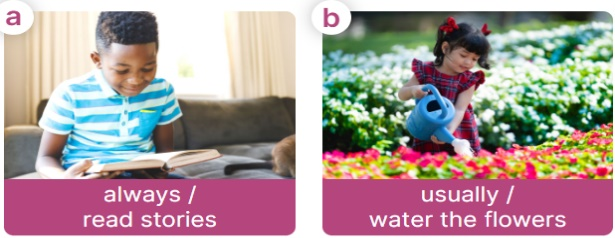 a
always /
read stories
b
usually /
water the flowers